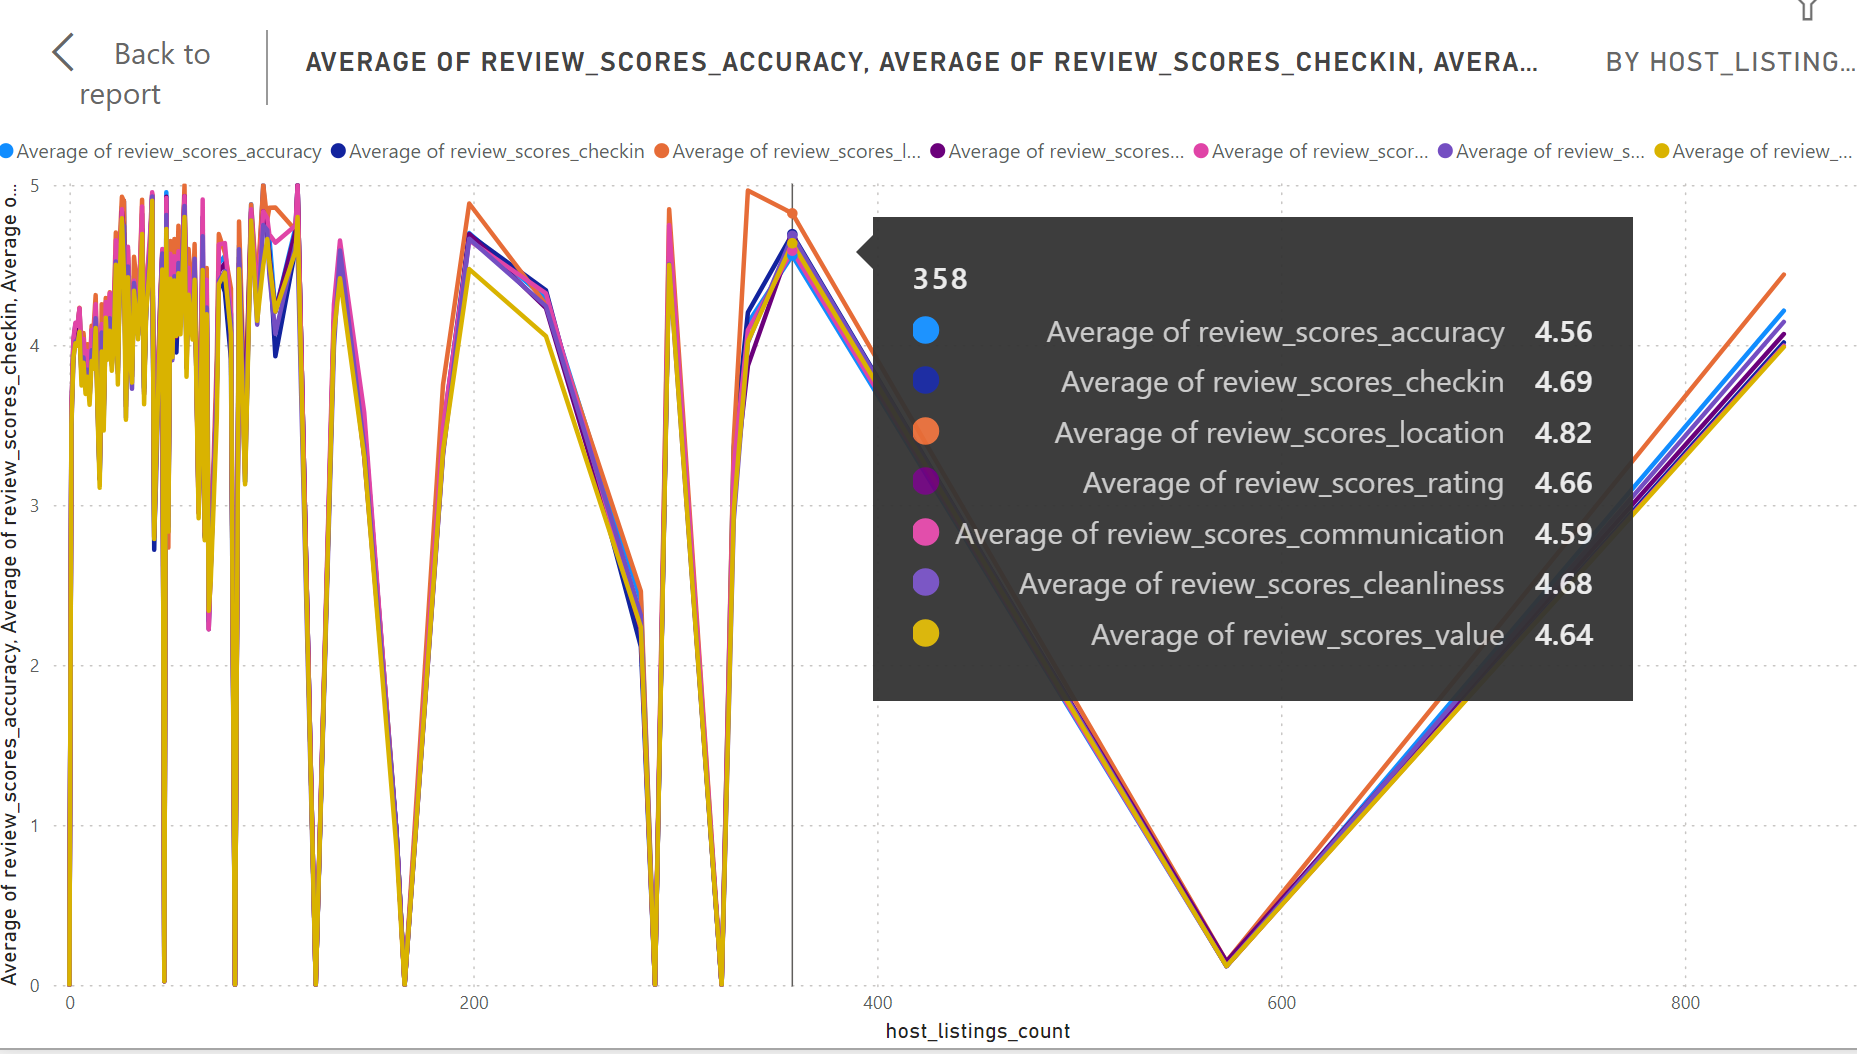 Back to
report
AVERAGE OF REVIEW_SCORES_ACCURACY, AVERAGE OF REVIEW_SCORES_CHECKIN, AVERA...
BY HOST_LISTING...
Average of review_scores_accuracy
Average of review_scores_checkin
Average of review_scores_l...
Average of review_scores...
Average of review_scor...
Average of review_s...
Average of review_...
Average of review_scores_accuracy, Average of review_scores_checkin, Average o...
5
4
3
2
1
0
358
Average of review_scores_accuracy 4.56
Average of review_scores_checkin 4.69
Average of review_scores_location 4.82
Average of review_scores_rating 4.66
Average of review_scores_communication 4.59
Average of review_scores_cleanliness 4.68
Average of review_scores_value 4.64
0
200
400
600
800
host_listings_count